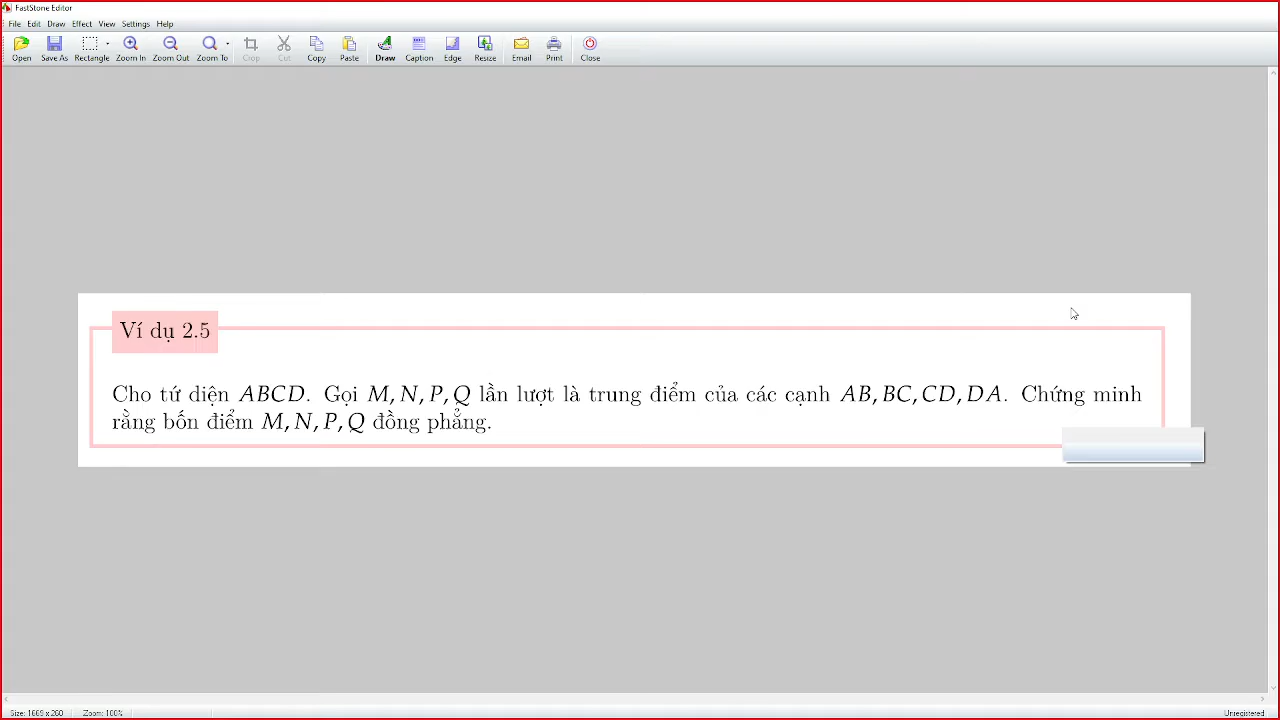 FastStone Editor
File Edit Draw Effect View Settings Help
Open Save As Rectangle Zoom In Zoom Out Zoom To Crop Cut Copy Paste Draw Caption Edge Resize Email Print Close
Ví dụ 2.5
Cho tứ diện ABCD. Gọi M, N, P, Q lần lượt là trung điểm của các cạnh AB, BC, CD, DA. Chứng minh
rằng bốn điểm M, N, P, Q đồng phẳng.
Size: 1669 x 260 Zoom: 100% Unregistered